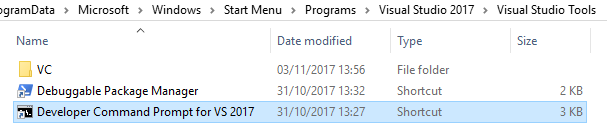 ogramData > Microsoft > Windows > Start Menu > Programs > Visual Studio 2017 > Visual Studio Tools
Name Date modified Type Size
VC 03/11/2017 13:56 File folder
Debuggable Package Manager 31/10/2017 13:32 Shortcut 2 KB
Developer Command Prompt for VS 2017 31/10/2017 13:27 Shortcut 3 KB